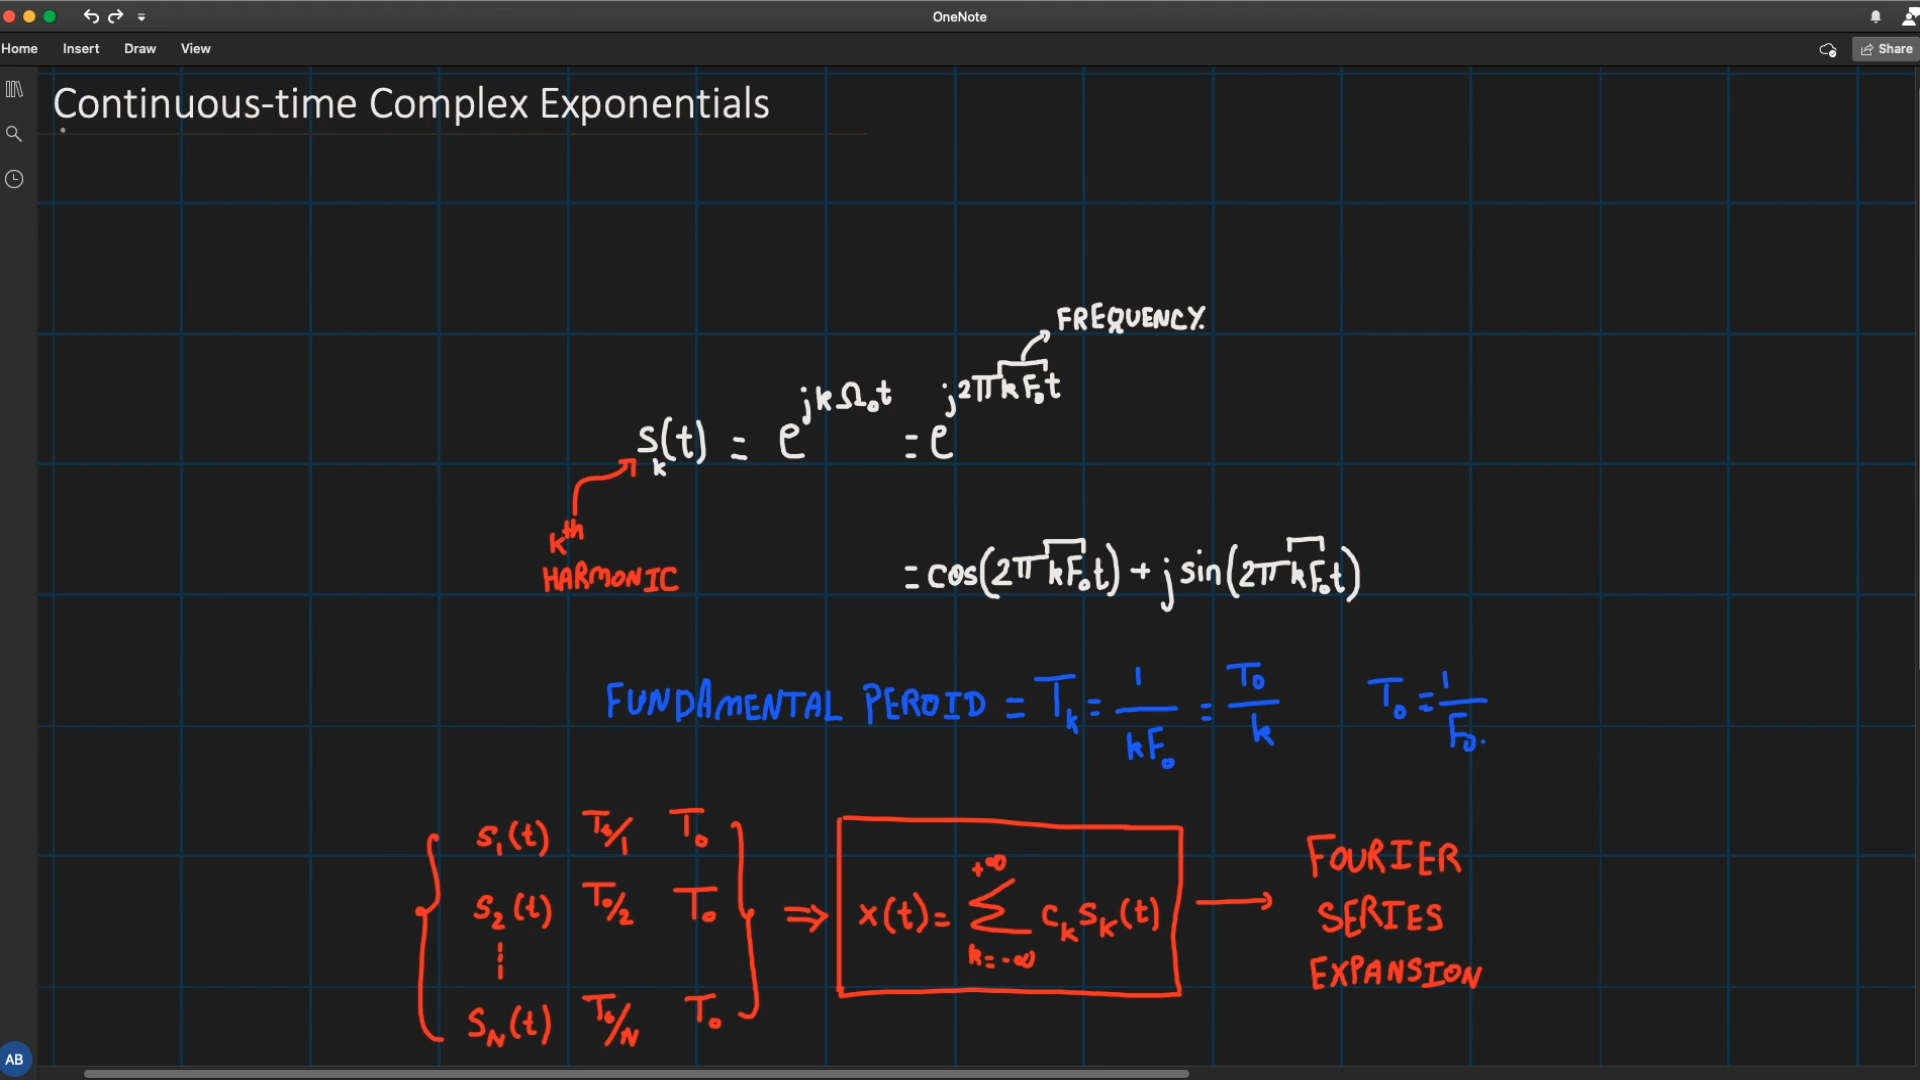 OneNote
Home Insert Draw View Share
Continuous-time Complex Exponentials
FREQUENCY.
s_k(t) = e^{jkΩ₀t} = e^{j2πkF₀t}
kth
HARMONIC
= cos(2πkF₀t) + j sin(2πkF₀t)
FUNDAMENTAL PEROID = T_k = 1/kF₀ = T₀/k T₀ = 1/F₀.
s₁(t) T₀/1 T₀
s₂(t) T₀/2 T₀
s_N(t) T₀/N T₀
⇒ x(t) = Σ_{k=-∞}^{+∞} c_k s_k(t) →
FOURIER
SERIES
EXPANSION
AB